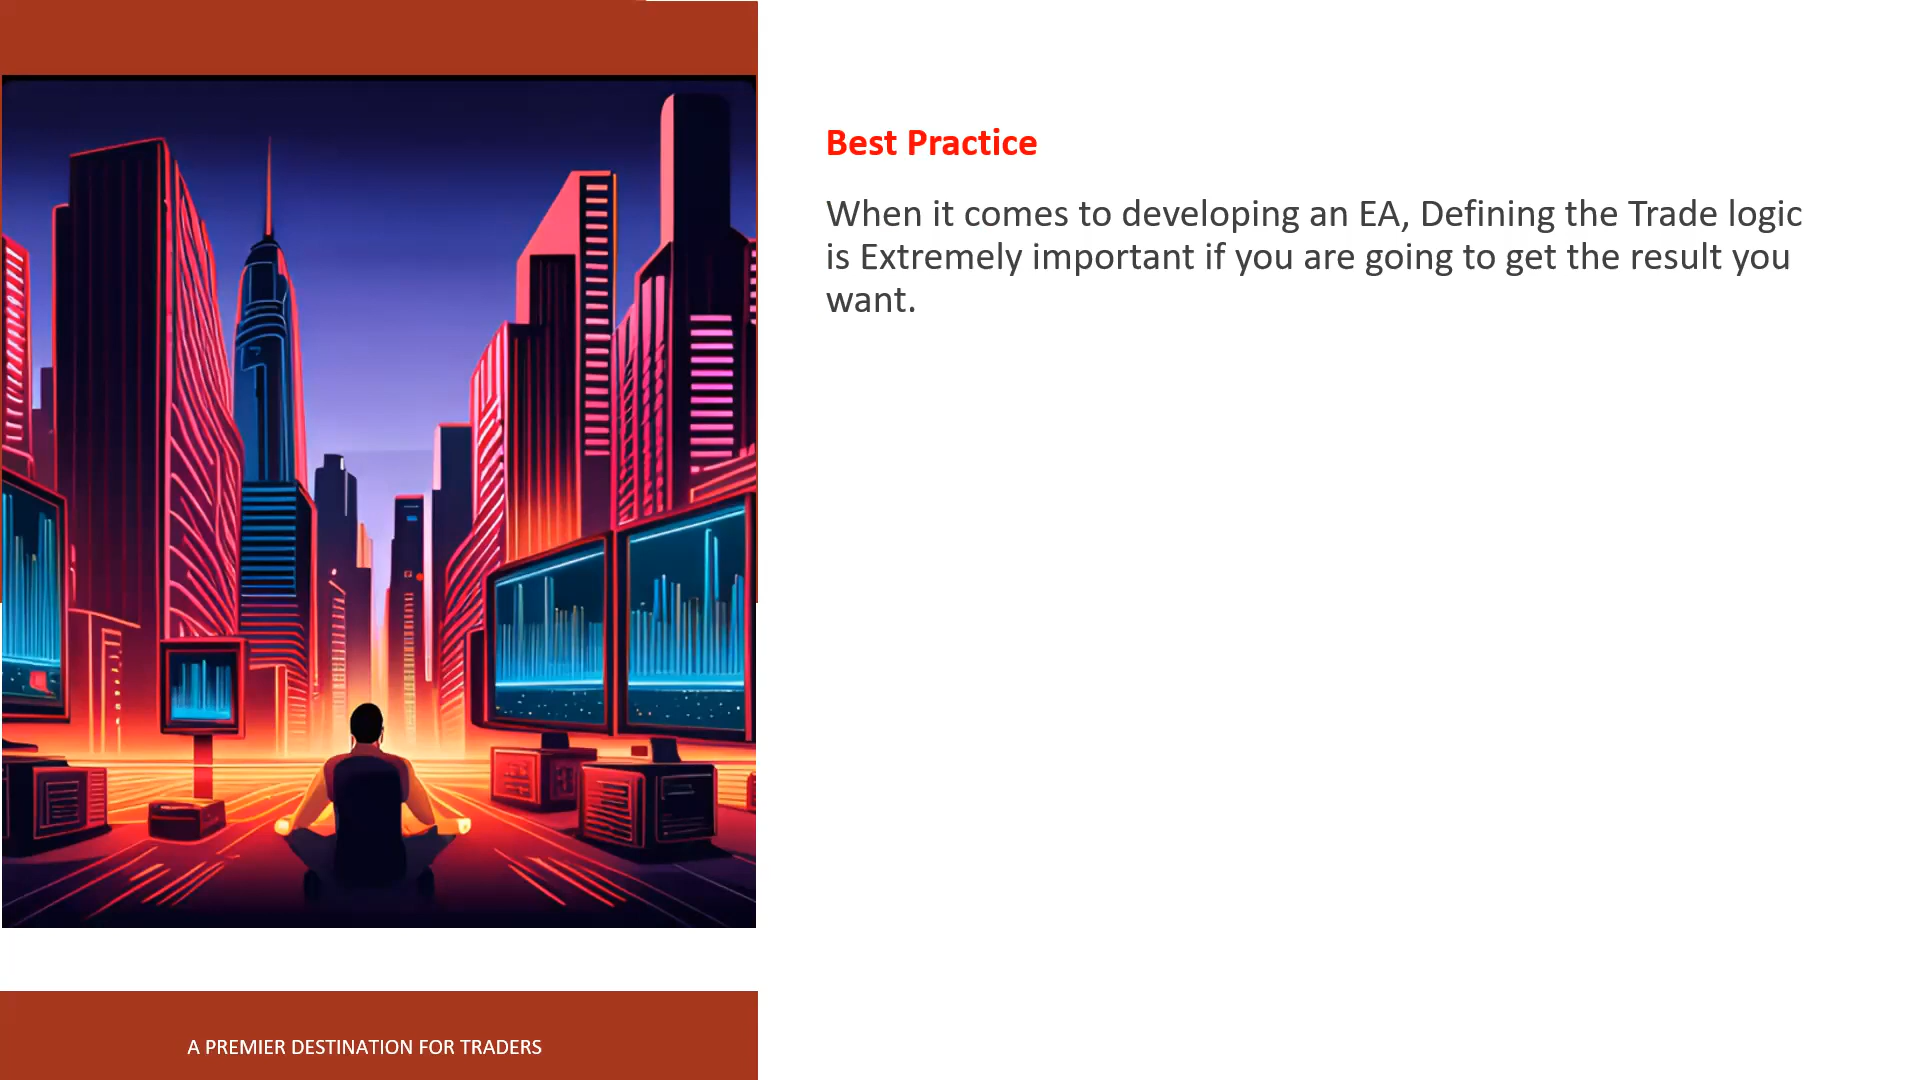 Best Practice
When it comes to developing an EA, Defining the Trade logic
is Extremely important if you are going to get the result you
want.
A PREMIER DESTINATION FOR TRADERS